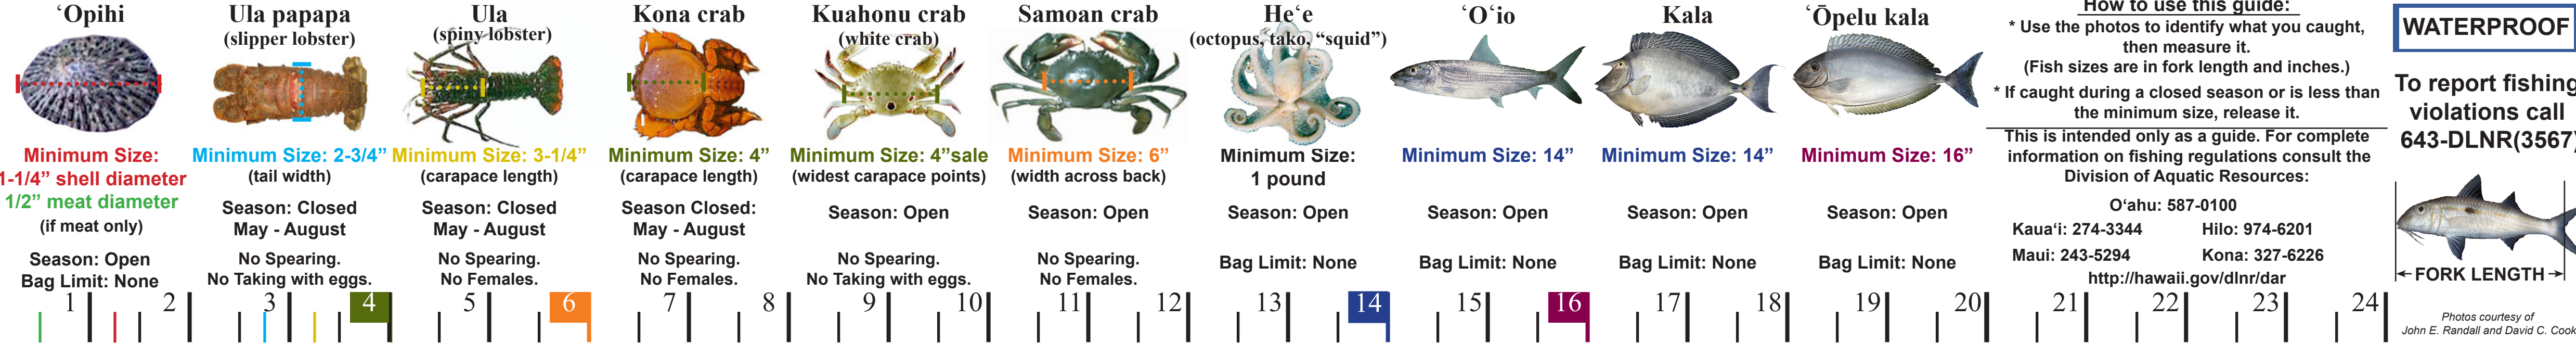 ʻOpihi
Minimum Size:
1-1/4” shell diameter
1/2” meat diameter
(if meat only)
Season: Open
Bag Limit: None
Ula papapa
(slipper lobster)
Minimum Size: 2-3/4”
(tail width)
Season: Closed
May - August
No Spearing.
No Taking with eggs.
Ula
(spiny lobster)
Minimum Size: 3-1/4”
(carapace length)
Season: Closed
May - August
No Spearing.
No Females.
Kona crab
Minimum Size: 4”
(carapace length)
Season Closed:
May - August
No Spearing.
No Females.
Kuahonu crab
(white crab)
Minimum Size: 4”sale
(widest carapace points)
Season: Open
No Spearing.
No Taking with eggs.
Samoan crab
Minimum Size: 6”
(width across back)
Season: Open
No Spearing.
No Females.
Heʻe
(octopus, tako, “squid”)
Minimum Size:
1 pound
Season: Open
Bag Limit: None
ʻOʻio
Minimum Size: 14”
Season: Open
Bag Limit: None
Kala
Minimum Size: 14”
Season: Open
Bag Limit: None
ʻŌpelu kala
Minimum Size: 16”
Season: Open
Bag Limit: None
How to use this guide:
* Use the photos to identify what you caught,
then measure it.
(Fish sizes are in fork length and inches.)
* If caught during a closed season or is less than
the minimum size, release it.
This is intended only as a guide. For complete
information on fishing regulations consult the
Division of Aquatic Resources:
Oʻahu: 587-0100
Kauaʻi: 274-3344 Hilo: 974-6201
Maui: 243-5294 Kona: 327-6226
http://hawaii.gov/dlnr/dar
WATERPROOF
To report fishing
violations call
643-DLNR(3567)
FORK LENGTH
Photos courtesy of
John E. Randall and David C. Cook
1 2 3 4 5 6 7 8 9 10 11 12 13 14 15 16 17 18 19 20 21 22 23 24